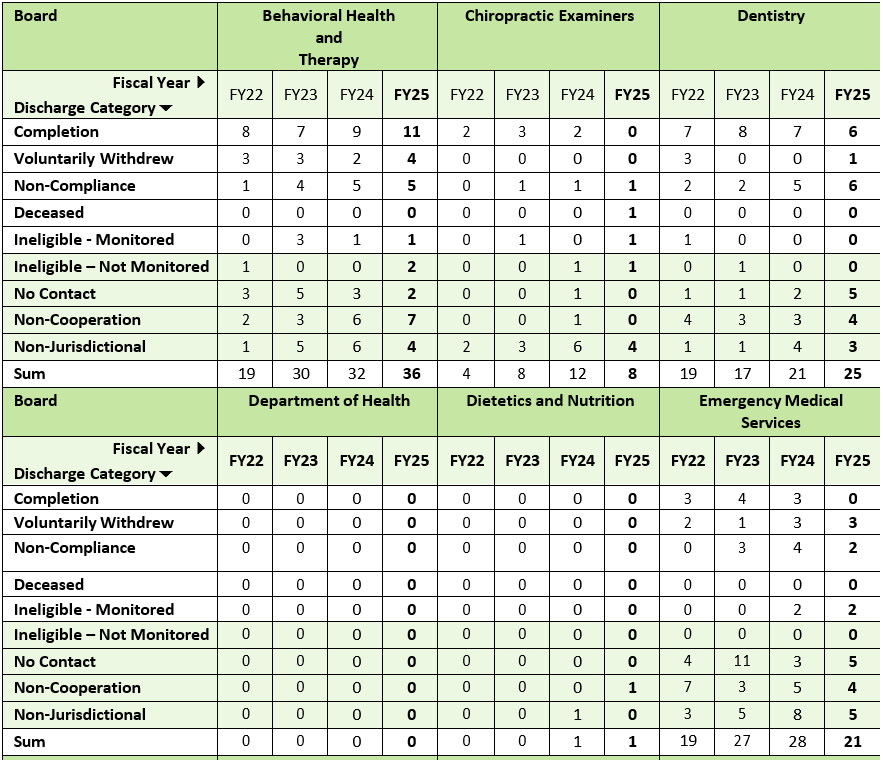 Board Behavioral Health Chiropractic Examiners Dentistry
and
Therapy
Fiscal Year
Discharge Category FY22 FY23 FY24 FY25 FY22 FY23 FY24 FY25 FY22 FY23 FY24 FY25
Completion 8 7 9 11 2 3 2 0 7 8 7 6
Voluntarily Withdrew 3 3 2 4 0 0 0 0 3 0 0 1
Non-Compliance 1 4 5 5 0 1 1 1 2 2 5 6
Deceased 0 0 0 0 0 0 0 1 0 0 0 0
Ineligible - Monitored 0 3 1 1 0 1 0 1 1 0 0 0
Ineligible – Not Monitored 1 0 0 2 0 0 1 1 0 1 0 0
No Contact 3 5 3 2 0 0 1 0 1 1 2 5
Non-Cooperation 2 3 6 7 0 0 1 0 4 3 3 4
Non-Jurisdictional 1 5 6 4 2 3 6 4 1 1 4 3
Sum 19 30 32 36 4 8 12 8 19 17 21 25
Board Department of Health Dietetics and Nutrition Emergency Medical
Services
Fiscal Year
Discharge Category FY22 FY23 FY24 FY25 FY22 FY23 FY24 FY25 FY22 FY23 FY24 FY25
Completion 0 0 0 0 0 0 0 0 3 4 3 0
Voluntarily Withdrew 0 0 0 0 0 0 0 0 2 1 3 3
Non-Compliance 0 0 0 0 0 0 0 0 0 3 4 2
Deceased 0 0 0 0 0 0 0 0 0 0 0 0
Ineligible - Monitored 0 0 0 0 0 0 0 0 0 0 2 2
Ineligible – Not Monitored 0 0 0 0 0 0 0 0 0 0 0 0
No Contact 0 0 0 0 0 0 0 0 4 11 3 5
Non-Cooperation 0 0 0 0 0 0 0 1 7 3 5 4
Non-Jurisdictional 0 0 0 0 0 0 1 0 3 5 8 5
Sum 0 0 0 0 0 0 1 1 19 27 28 21